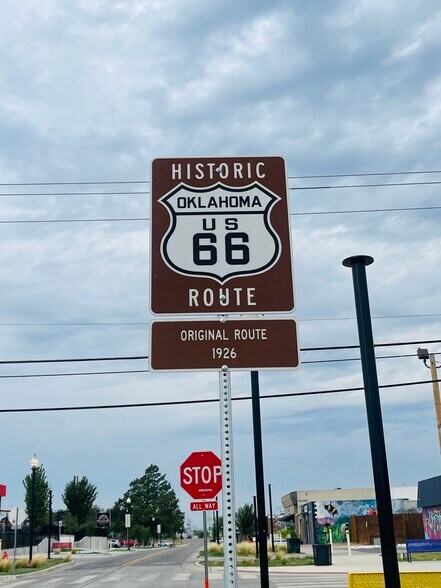 HISTORIC
OKLAHOMA
US
66
ROUTE
ORIGINAL ROUTE
1926
STOP
ALL WAY